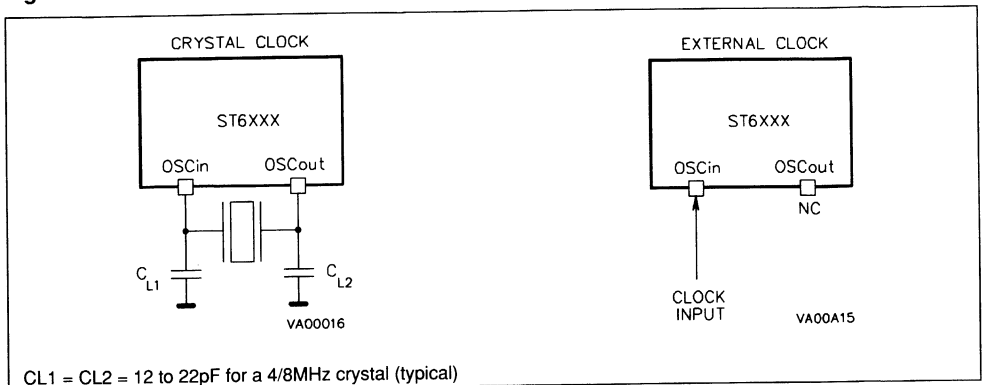 CRYSTAL CLOCK
ST6XXX
OSCin OSCout
C L1
C L2
VA00016
EXTERNAL CLOCK
ST6XXX
OSCin OSCout
NC
CLOCK
INPUT
VA00A15
CL1 = CL2 = 12 to 22pF for a 4/8MHz crystal (typical)